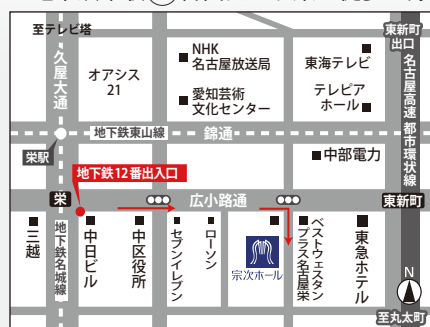 至テレビ塔
久屋大通
オアシス
21
NHK
名古屋放送局
愛知芸術
文化センター
東海テレビ
テレピア
ホール
東新町
出口
名古屋高速 都市環状線
地下鉄東山線
錦通
栄駅
中部電力
地下鉄12番出入口
栄
広小路通
東新町
三越
地下鉄名城線
中日ビル
中区役所
セブンイレブン
ローソン
宗次ホール
ベストウェスタン
プラス名古屋栄
東急ホテル
N
至丸太町